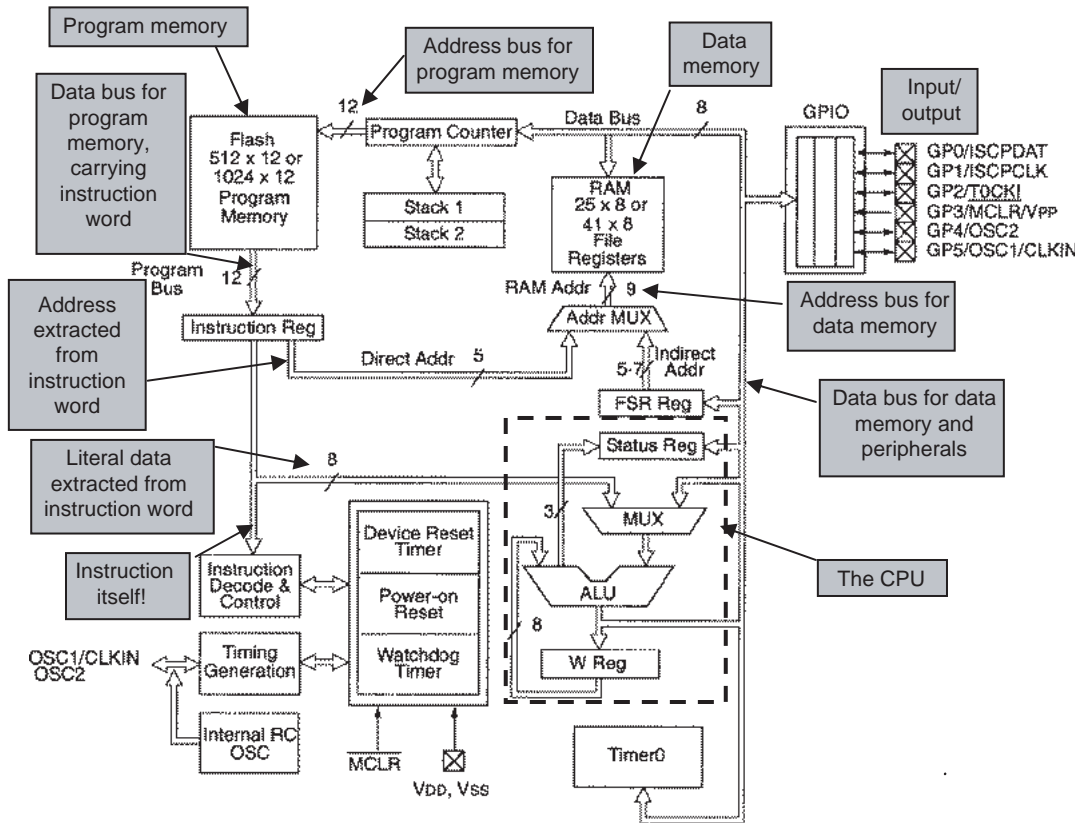 Program memory
Address bus for
program memory
Data
memory
Data bus for
program
memory,
carrying
instruction
word
Input/
output
12
Data Bus
8
GPIO
Program Counter
Flash
512 x 12 or
1024 x 12
Program
Memory
Stack 1
Stack 2
RAM
25 x 8 or
41 x 8
File
Registers
GP0/ISCPDAT
GP1/ISCPCLK
GP2/T0CKI
GP3/MCLR/VPP
GP4/OSC2
GP5/OSC1/CLKIN
Program
Bus
12
RAM Addr
9
Address bus for
data memory
Address
extracted
from
instruction
word
Instruction Reg
Addr MUX
Direct Addr
5
5-7
Indirect
Addr
FSR Reg
Data bus for data
memory and
peripherals
Status Reg
Literal data
extracted from
instruction word
8
3
MUX
Device Reset
Timer
Power-on
Reset
Watchdog
Timer
Instruction
itself!
Instruction
Decode &
Control
ALU
The CPU
8
W Reg
OSC1/CLKIN
OSC2
Timing
Generation
Internal RC
OSC
MCLR
VDD, VSS
Timer0